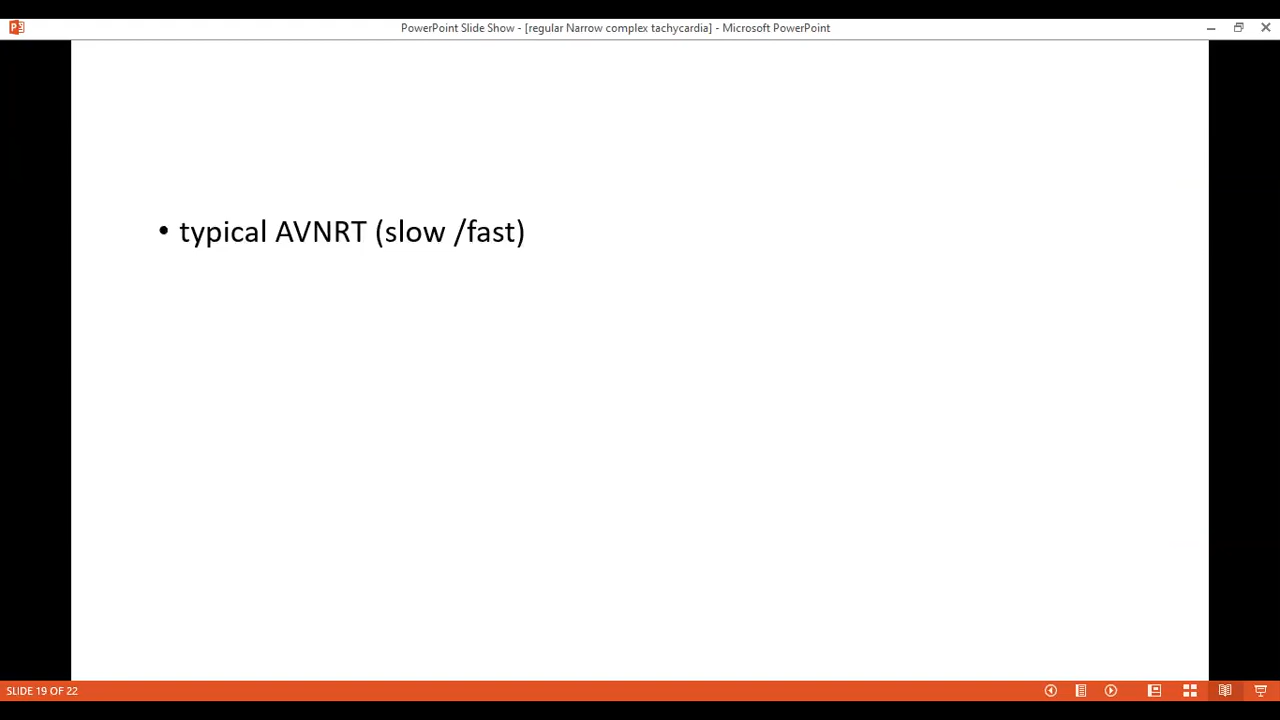 PowerPoint Slide Show - [regular Narrow complex tachycardia] - Microsoft PowerPoint
• typical AVNRT (slow /fast)
SLIDE 19 OF 22